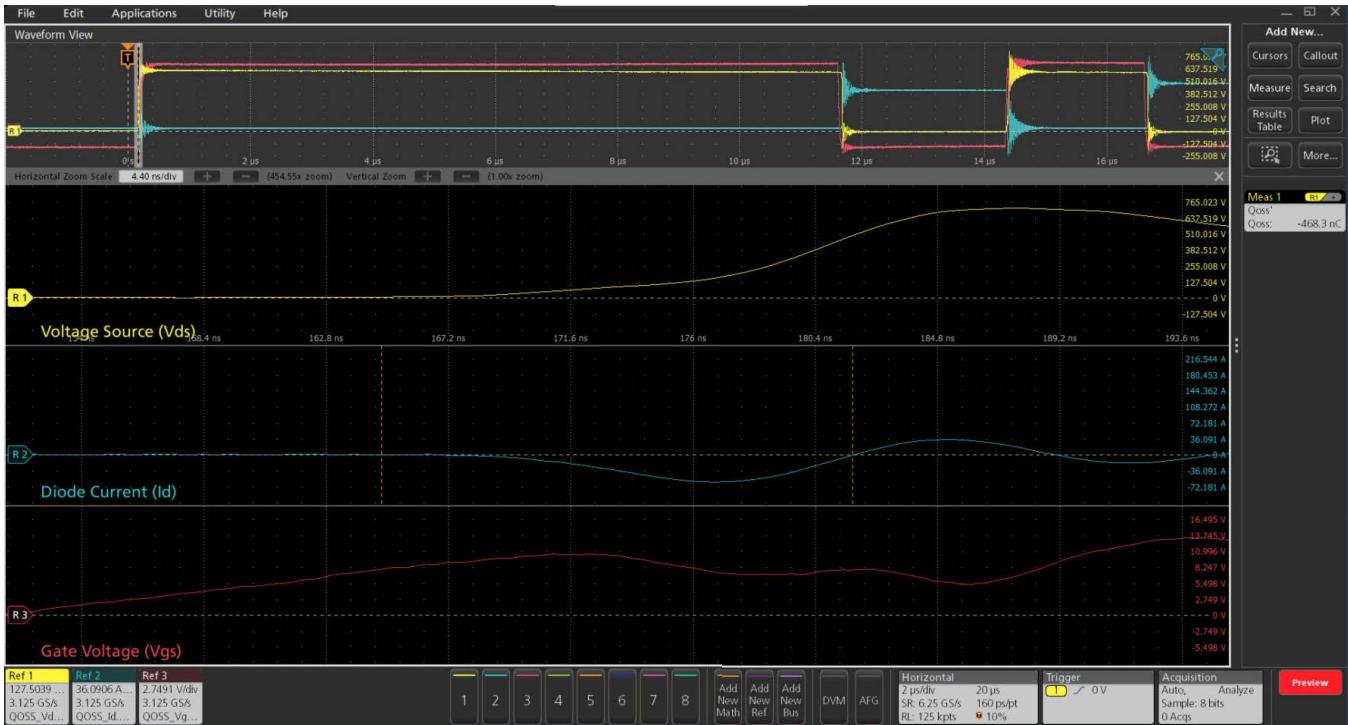 File Edit Applications Utility Help
Waveform View
Add New...
Cursors Callout
Measure Search
Results Table Plot
More...
T
637.519
510.016 V
382.512 V
255.008 V
127.504 V
0 V
-127.504 V
-255.008 V
R 1
0 s 2 µs 4 µs 6 µs 8 µs 10 µs 12 µs 14 µs 16 µs
Horizontal Zoom Scale 4.40 ns/div + − (454.55x zoom) Vertical Zoom + − (1.00x zoom)
Meas 1 R1
Qoss'
Qoss: -468.3 nC
765.023 V
637.519 V
510.016 V
382.512 V
255.008 V
127.504 V
R 1
0 V
-127.504 V
Voltage Source (Vds)
162.8 ns 167.2 ns 171.6 ns 176 ns 180.4 ns 184.8 ns 189.2 ns 193.6 ns
216.544 A
180.453 A
144.362 A
108.272 A
72.181 A
36.091 A
R 2
0 A
-36.091 A
-72.181 A
Diode Current (Id)
16.495 V
13.745 V
10.996 V
8.247 V
5.498 V
2.749 V
R 3
0 V
-2.749 V
-5.498 V
Gate Voltage (Vgs)
Ref 1
127.5039 ...
3.125 GS/s
QOSS_Vd...
Ref 2
36.0906 A...
3.125 GS/s
QOSS_Id....
Ref 3
2.7491 V/div
3.125 GS/s
QOSS_Vg...
1 2 3 4 5 6 7 8
Add New Math
Add New Ref
Add New Bus
DVM
AFG
Horizontal
2 µs/div 20 µs
SR: 6.25 GS/s 160 ps/pt
RL: 125 kpts 10%
Trigger
1 0 V
Acquisition
Auto, Analyze
Sample: 8 bits
0 Acqs
Preview